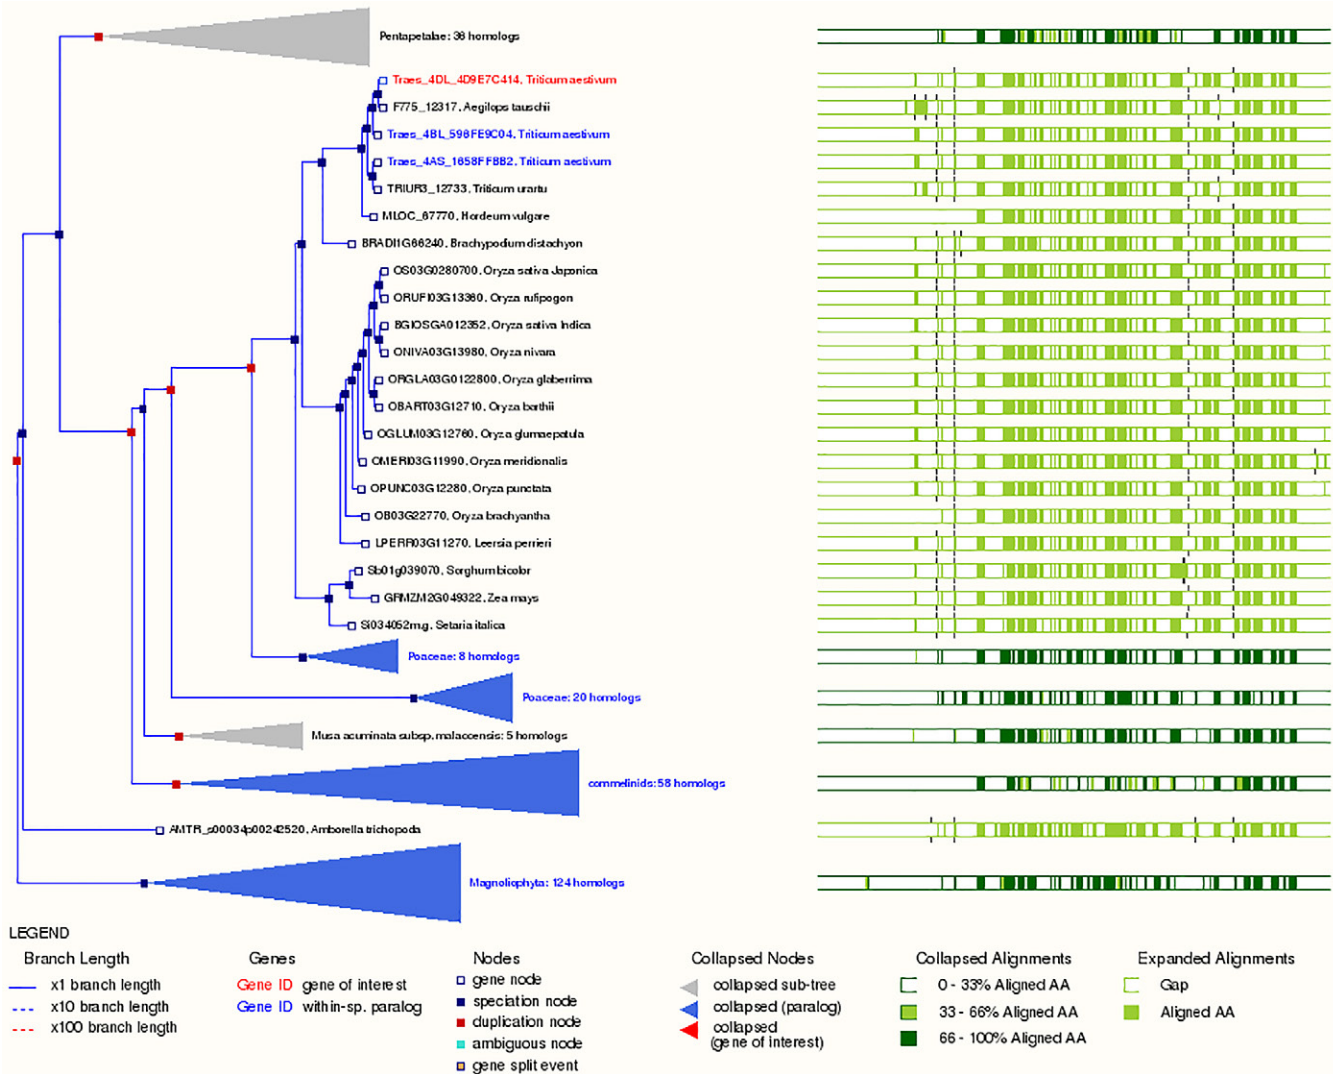 Pentapetalae: 36 homologs
Traes_4DL_4D9E7C414, Triticum aestivum
F775_12317, Aegilops tauschii
Traes_4BL_596FE9C04, Triticum aestivum
Traes_4AS_1658FFBB2, Triticum aestivum
TRIUR3_12733, Triticum urartu
MLOC_67770, Hordeum vulgare
BRADI1G66240, Brachypodium distachyon
OS03G0280700, Oryza sativa Japonica
ORUFI03G13360, Oryza rufipogon
BGIOSGA012352, Oryza sativa Indica
ONIVA03G13980, Oryza nivara
ORGLA03G0122800, Oryza glaberrima
OBART03G12710, Oryza barthii
OGLUM03G12760, Oryza glumaepatula
OMERI03G11990, Oryza meridionalis
OPUNC03G12280, Oryza punctata
OB03G22770, Oryza brachyantha
LPERR03G11270, Leersia perrieri
Sb01g039070, Sorghum bicolor
GRMZM2G049322, Zea mays
Si034052m.g, Setaria italica
Poaceae: 8 homologs
Poaceae: 20 homologs
Musa acuminata subsp. malaccensis: 5 homologs
commelinids: 58 homologs
AMTR_s00034p00242520, Amborella trichopoda
Magnoliophyta: 124 homologs
LEGEND
Branch Length
x1 branch length
x10 branch length
x100 branch length
Genes
Gene ID gene of interest
Gene ID within-sp. paralog
Nodes
gene node
speciation node
duplication node
ambiguous node
gene split event
Collapsed Nodes
collapsed sub-tree
collapsed (paralog)
collapsed
(gene of interest)
Collapsed Alignments
0 - 33% Aligned AA
33 - 66% Aligned AA
66 - 100% Aligned AA
Expanded Alignments
Gap
Aligned AA